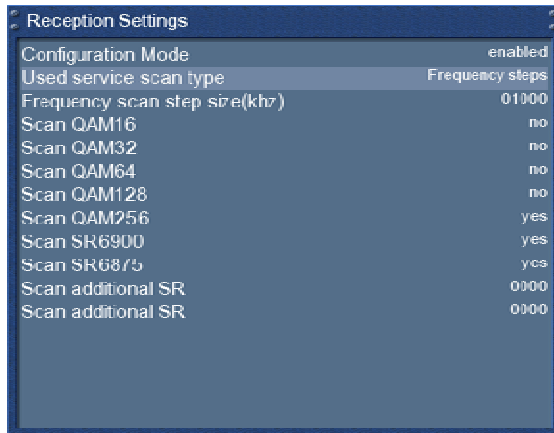 Reception Settings
Configuration Mode enabled
Used service scan type Frequency steps
Frequency scan step size(khz) 01000
Scan QAM16 no
Scan QAM32 no
Scan QAM64 no
Scan QAM128 no
Scan QAM256 yes
Scan SR6900 yes
Scan SR6875 yes
Scan additional SR 0000
Scan additional SR 0000